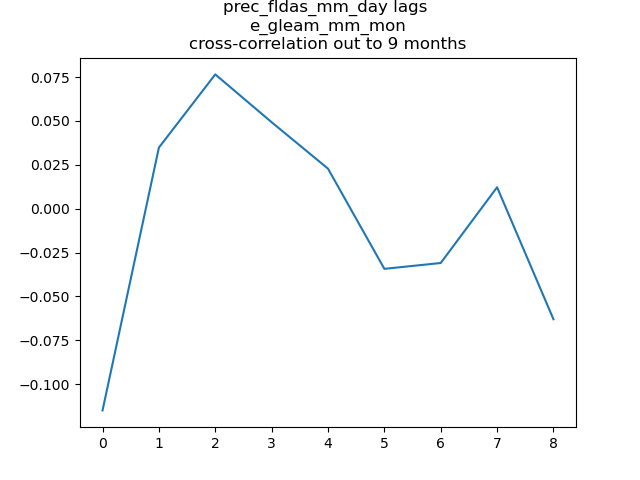 prec_fldas_mm_day lags
e_gleam_mm_mon
cross-correlation out to 9 months
0.075
0.050
0.025
0.000
−0.025
−0.050
−0.075
−0.100
0 1 2 3 4 5 6 7 8